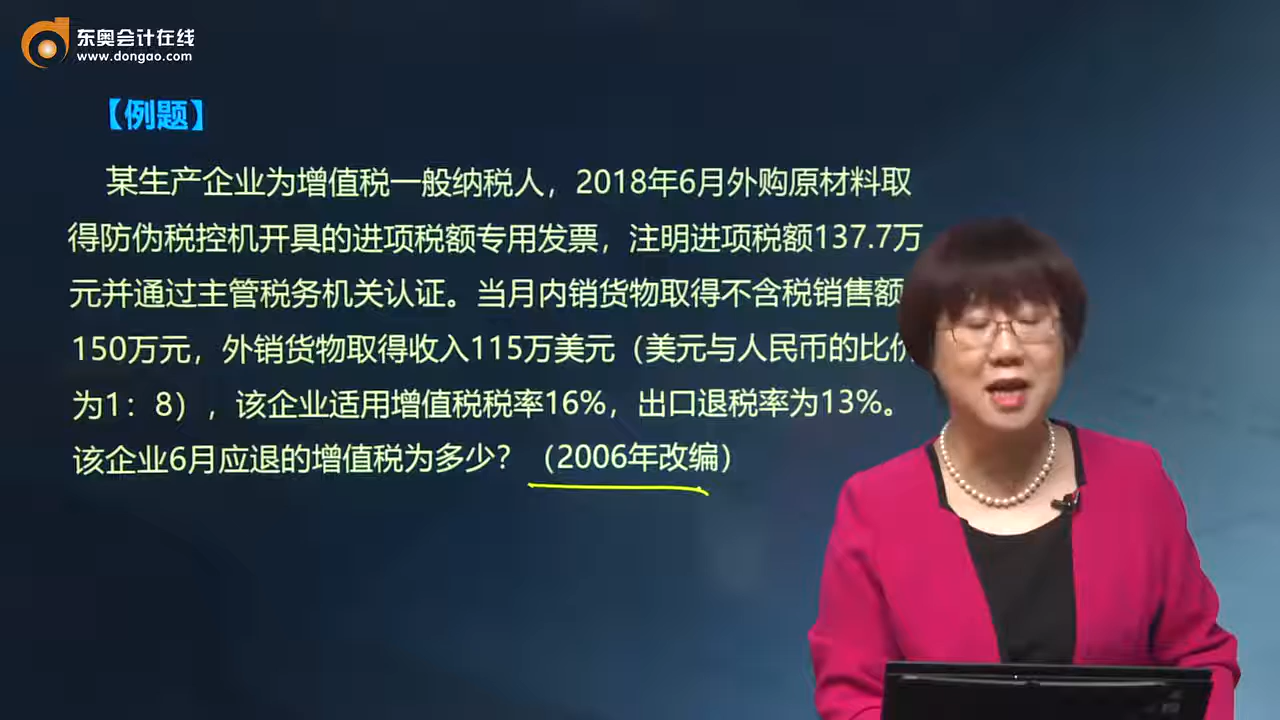 东奥会计在线
www.dongao.com
【例题】
某生产企业为增值税一般纳税人，2018年6月外购原材料取
得防伪税控机开具的进项税额专用发票，注明进项税额137.7万
元并通过主管税务机关认证。当月内销货物取得不含税销售额
150万元，外销货物取得收入115万美元（美元与人民币的比价
为1：8），该企业适用增值税税率16%，出口退税率为13%。
该企业6月应退的增值税为多少？（2006年改编）